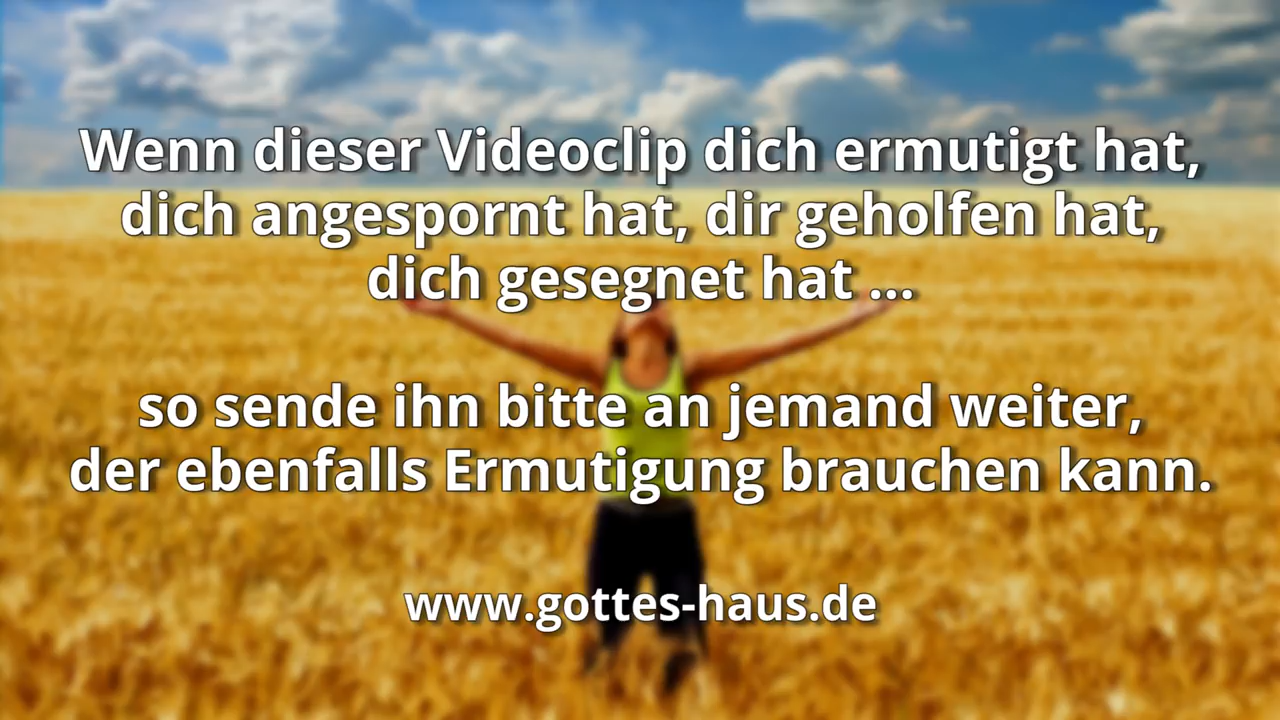 Wenn dieser Videoclip dich ermutigt hat,
dich angespornt hat, dir geholfen hat,
dich gesegnet hat ...
so sende ihn bitte an jemand weiter,
der ebenfalls Ermutigung brauchen kann.
www.gottes-haus.de